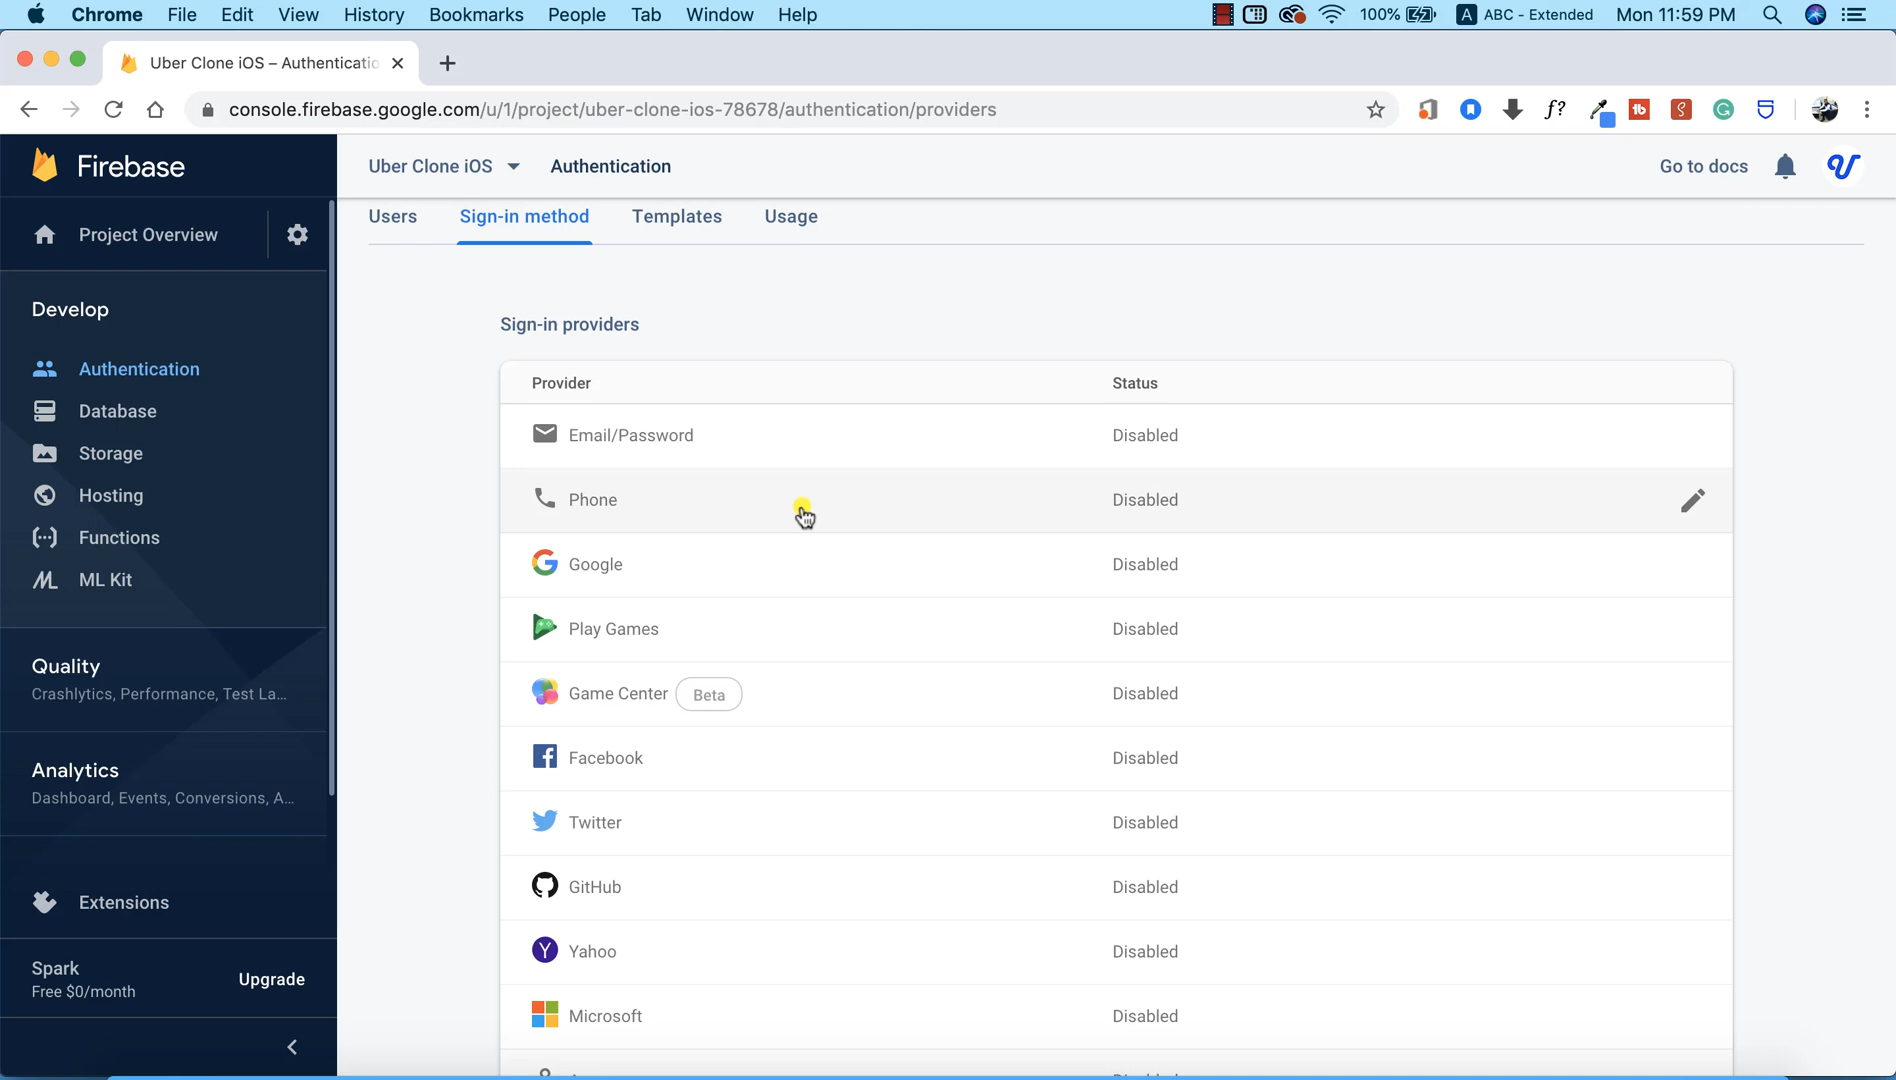 Chrome File Edit View History Bookmarks People Tab Window Help 100% A ABC - Extended Mon 11:59 PM
Uber Clone iOS – Authenticatio
console.firebase.google.com/u/1/project/uber-clone-ios-78678/authentication/providers
Firebase
Uber Clone iOS
Authentication
Go to docs
Users
Sign-in method
Templates
Usage
Project Overview
Develop
Authentication
Database
Storage
Hosting
Functions
ML Kit
Quality
Crashlytics, Performance, Test La...
Analytics
Dashboard, Events, Conversions, A...
Extensions
Spark
Free $0/month
Upgrade
Sign-in providers
Provider Status
Email/Password Disabled
Phone Disabled
Google Disabled
Play Games Disabled
Game Center Beta Disabled
Facebook Disabled
Twitter Disabled
GitHub Disabled
Yahoo Disabled
Microsoft Disabled